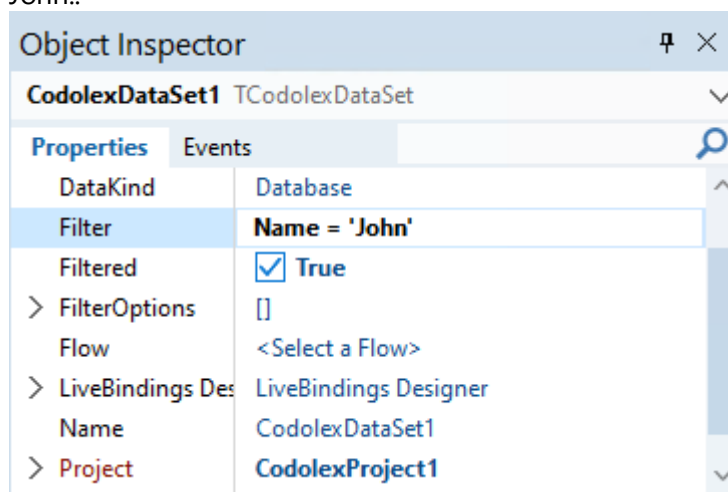 John..
Object Inspector
CodolexDataSet1 TCodolexDataSet
Properties Events
DataKind Database
Filter Name = 'John'
Filtered True
FilterOptions []
Flow <Select a Flow>
LiveBindings Des LiveBindings Designer
Name CodolexDataSet1
Project CodolexProject1